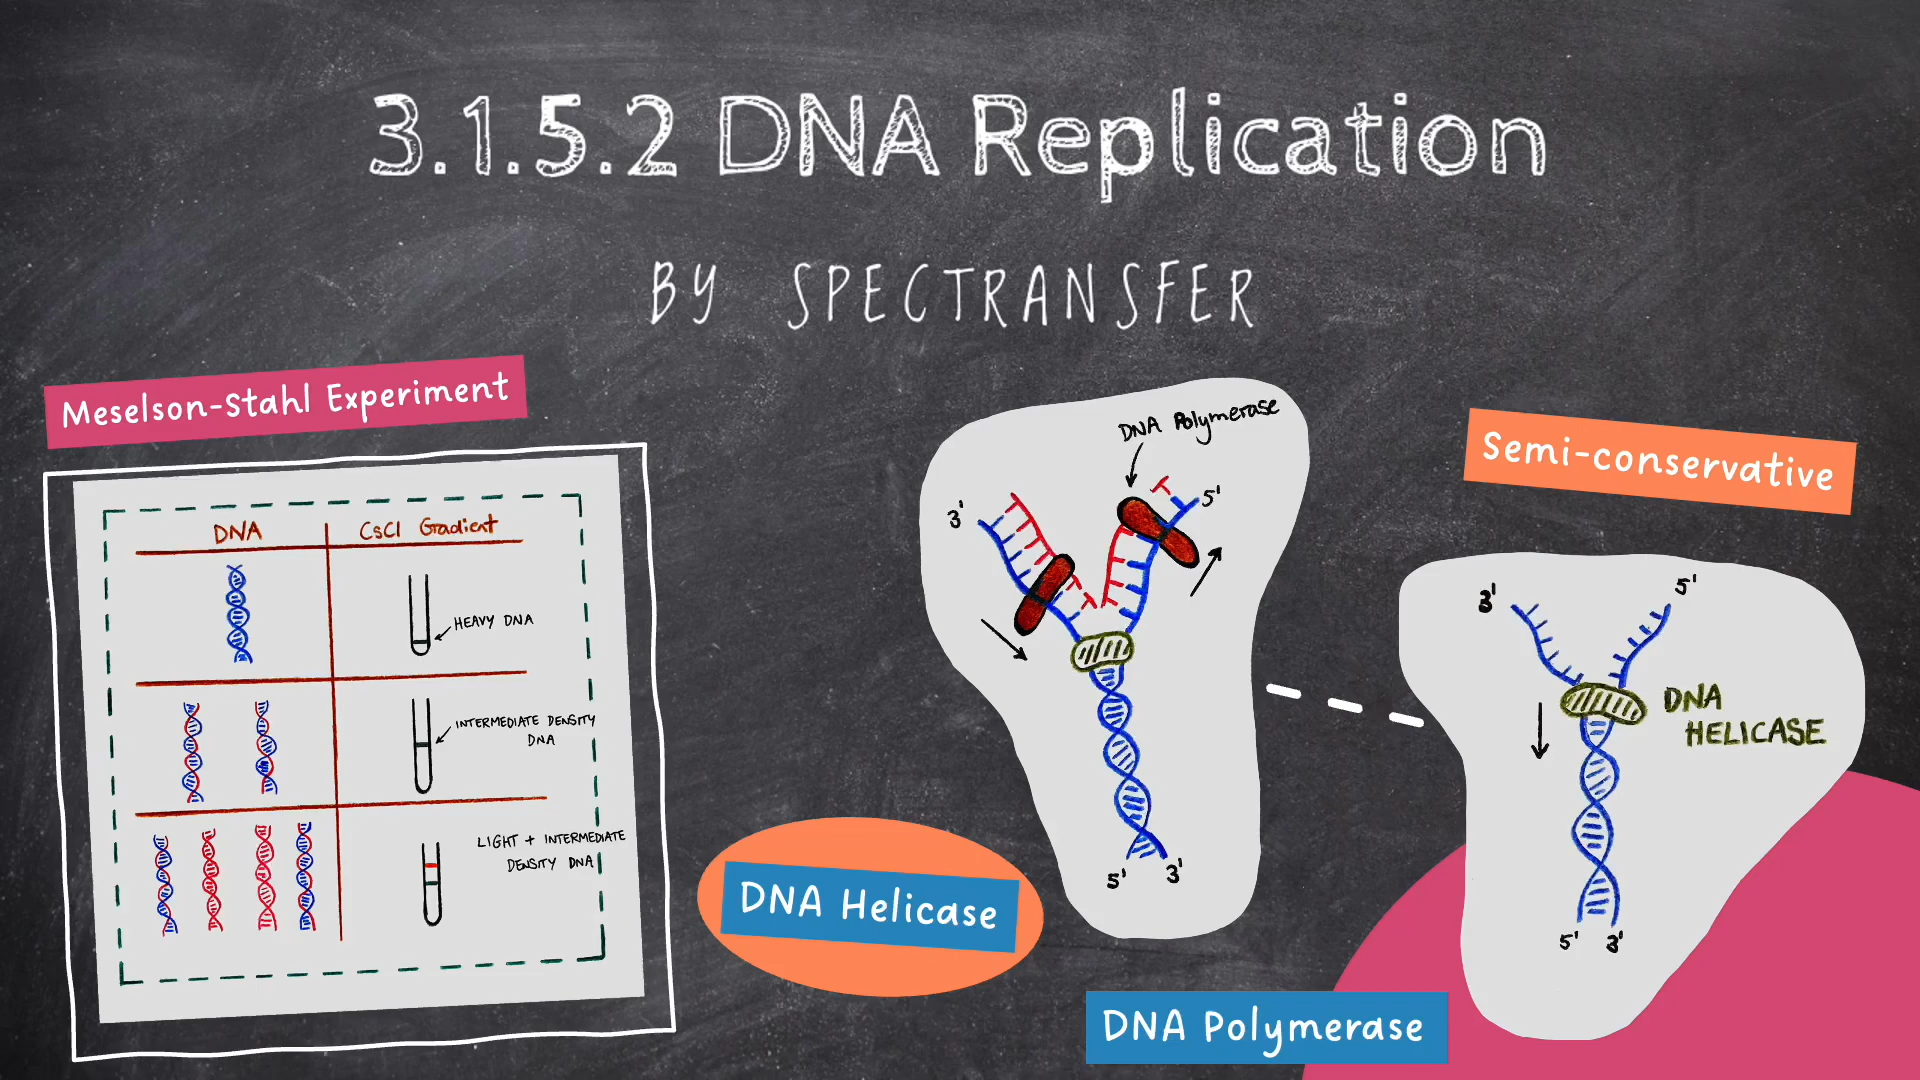 3.1.5.2 DNA Replication
BY SPECTRANSFER
Meselson-Stahl Experiment
DNA
CsCl Gradient
HEAVY DNA
INTERMEDIATE DENSITY
DNA
LIGHT + INTERMEDIATE
DENSITY DNA
DNA Polymerase
3'
5'
5'
3'
DNA Helicase
Semi-conservative
3'
5'
DNA
HELICASE
5'
3'
DNA Polymerase